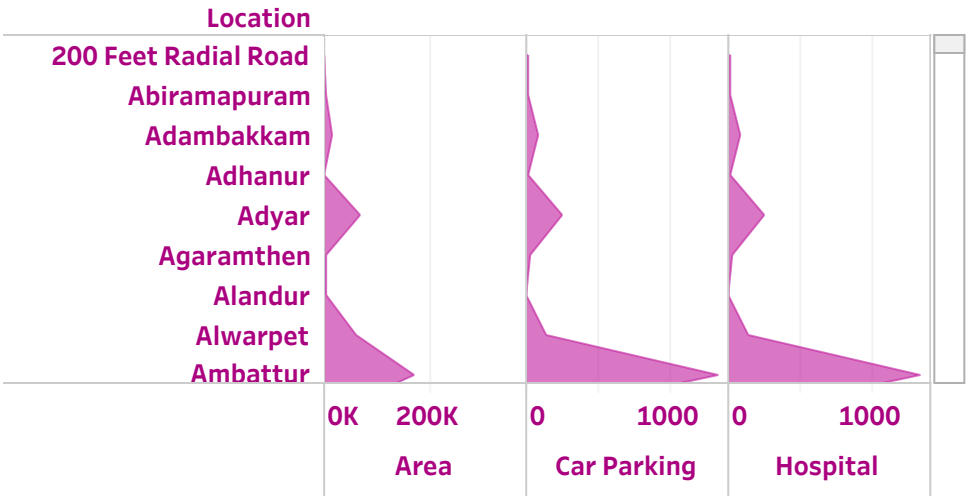 Location
200 Feet Radial Road
Abiramapuram
Adambakkam
Adhanur
Adyar
Agaramthen
Alandur
Alwarpet
Ambattur
0K 200K 0 1000 0 1000
Area Car Parking Hospital